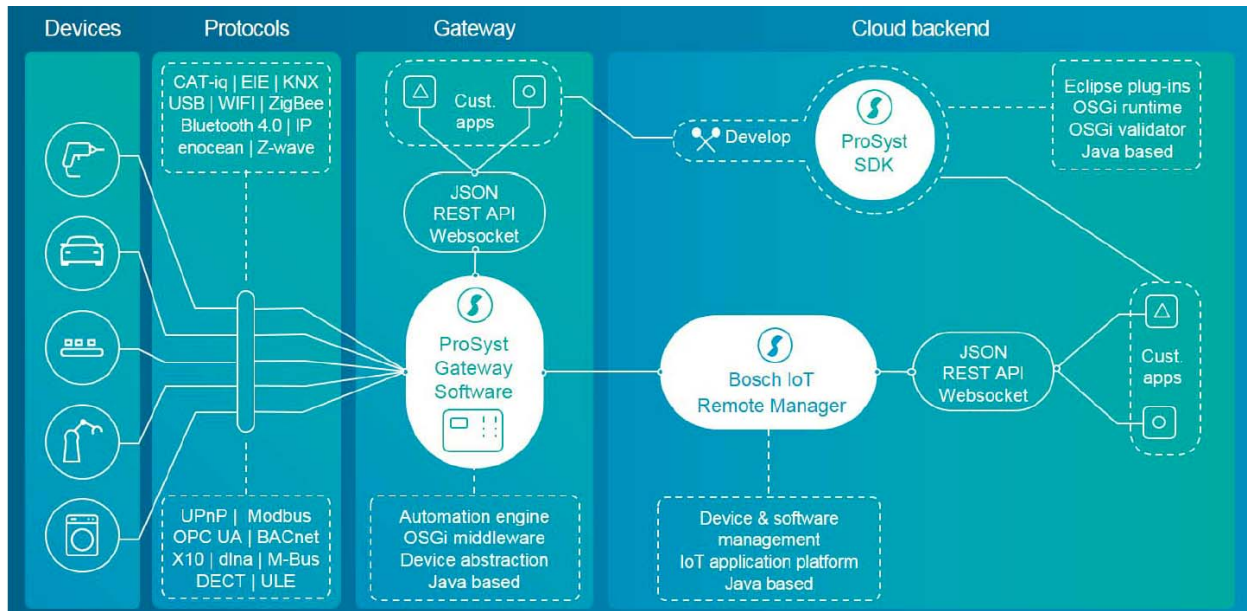 Devices
Protocols
Gateway
Cloud backend
CAT-iq | EIE | KNX
USB | WIFI | ZigBee
Bluetooth 4.0 | IP
enocean | Z-wave
UPnP | Modbus
OPC UA | BACnet
X10 | dlna | M-Bus
DECT | ULE
Cust.
apps
JSON
REST API
Websocket
ProSyst
Gateway
Software
Automation engine
OSGi middleware
Device abstraction
Java based
Develop
ProSyst
SDK
Eclipse plug-ins
OSGi runtime
OSGi validator
Java based
Bosch IoT
Remote Manager
Device & software
management
IoT application platform
Java based
JSON
REST API
Websocket
Cust.
apps